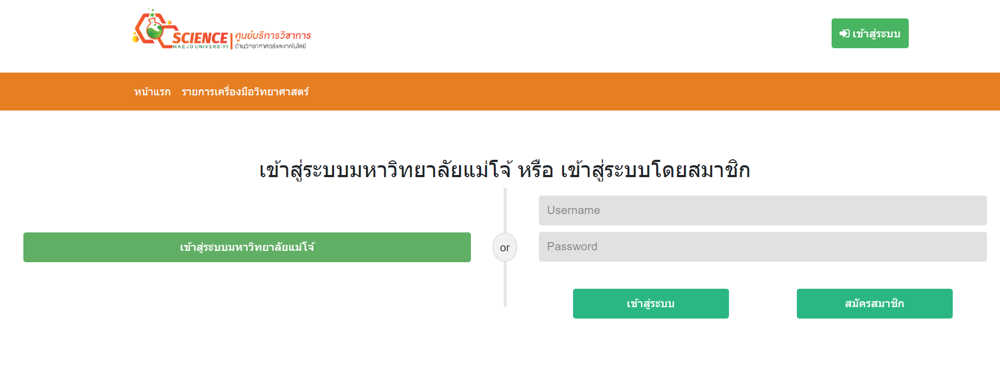 SCIENCE
MAEJO UNIVERSITY
ศูนย์บริการวิชาการ
ด้านวิทยาศาสตร์และเทคโนโลยี
เข้าสู่ระบบ
หน้าแรก รายการเครื่องมือวิทยาศาสตร์
เข้าสู่ระบบมหาวิทยาลัยแม่โจ้ หรือ เข้าสู่ระบบโดยสมาชิก
เข้าสู่ระบบมหาวิทยาลัยแม่โจ้
or
Username
Password
เข้าสู่ระบบ สมัครสมาชิก